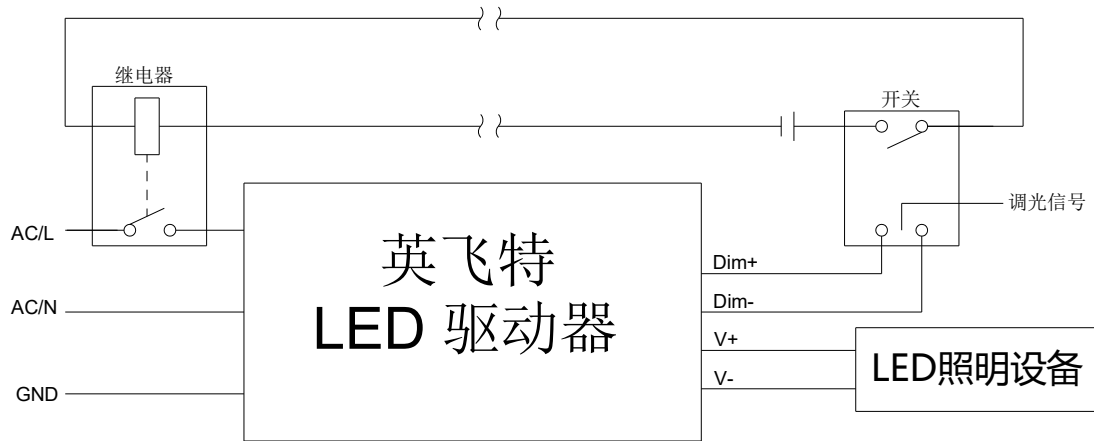 继电器
开关
调光信号
AC/L
英飞特
Dim+
AC/N
LED 驱动器
Dim-
V+
LED照明设备
V-
GND